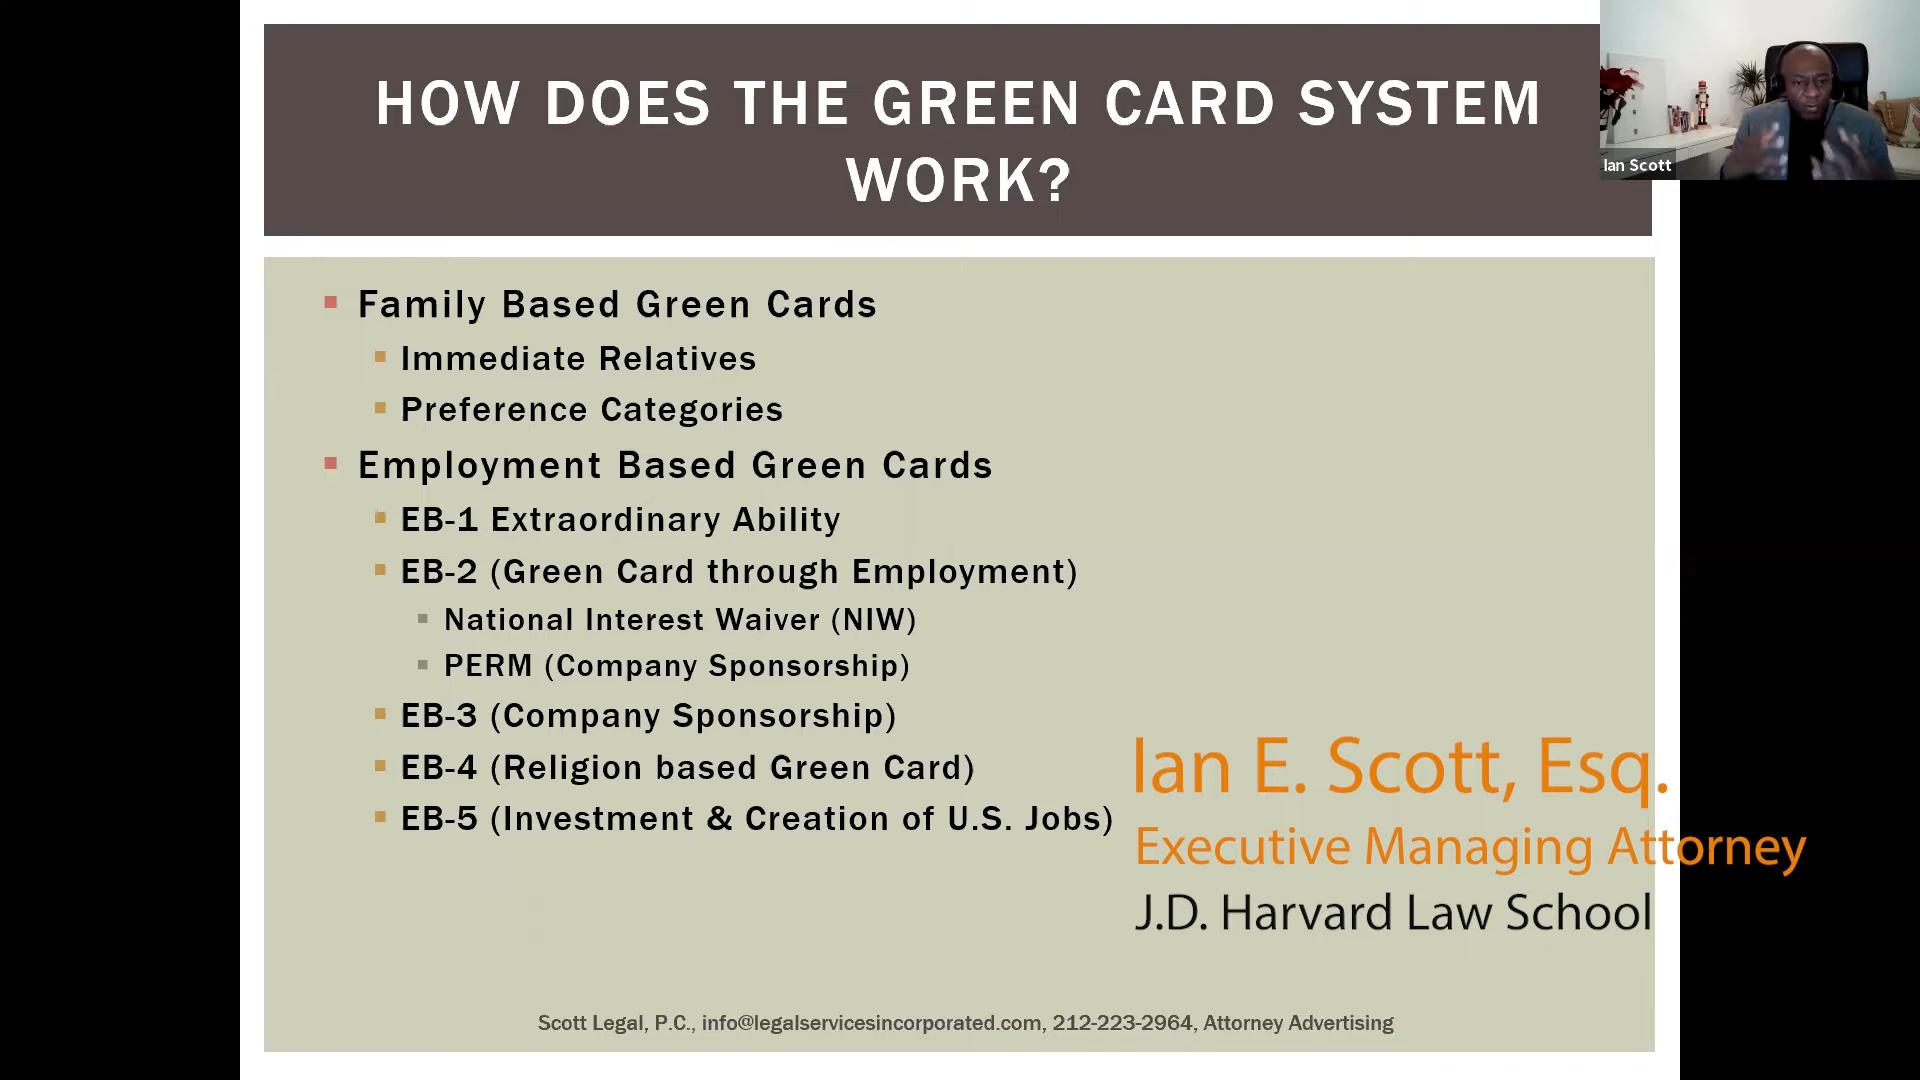 HOW DOES THE GREEN CARD SYSTEM
WORK?
Ian Scott
Family Based Green Cards
Immediate Relatives
Preference Categories
Employment Based Green Cards
EB-1 Extraordinary Ability
EB-2 (Green Card through Employment)
National Interest Waiver (NIW)
PERM (Company Sponsorship)
EB-3 (Company Sponsorship)
EB-4 (Religion based Green Card)
EB-5 (Investment & Creation of U.S. Jobs)
Ian E. Scott, Esq.
Executive Managing Attorney
J.D. Harvard Law School
Scott Legal, P.C., info@legalservicesincorporated.com, 212-223-2964, Attorney Advertising